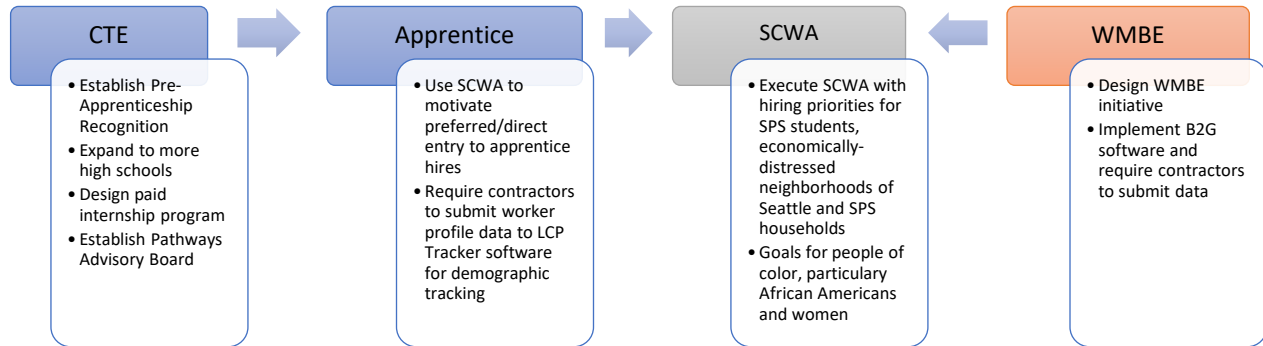 CTE
• Establish Pre-
Apprenticeship
Recognition
• Expand to more
high schools
• Design paid
internship program
• Establish Pathways
Advisory Board
Apprentice
• Use SCWA to
motivate
preferred/direct
entry to apprentice
hires
• Require contractors
to submit worker
profile data to LCP
Tracker software
for demographic
tracking
SCWA
• Execute SCWA with
hiring priorities for
SPS students,
economically-
distressed
neighborhoods of
Seattle and SPS
households
• Goals for people of
color, particulary
African Americans
and women
WMBE
• Design WMBE
initiative
• Implement B2G
software and
require contractors
to submit data